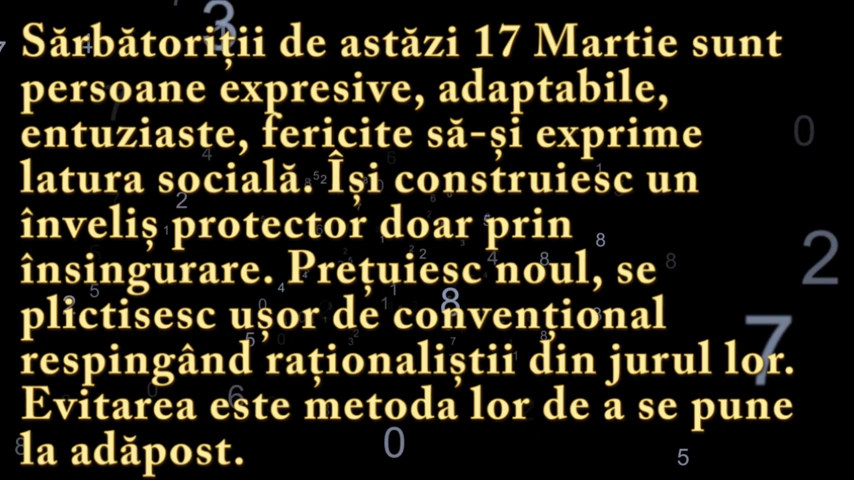 Sărbătoriții de astăzi 17 Martie sunt
persoane expresive, adaptabile,
entuziaste, fericite să-și exprime
latura socială. Își construiesc un
înveliș protector doar prin
însingurare. Prețuiesc noul, se
plictisesc ușor de convențional
respingând raționaliștii din jurul lor.
Evitarea este metoda lor de a se pune
la adăpost.